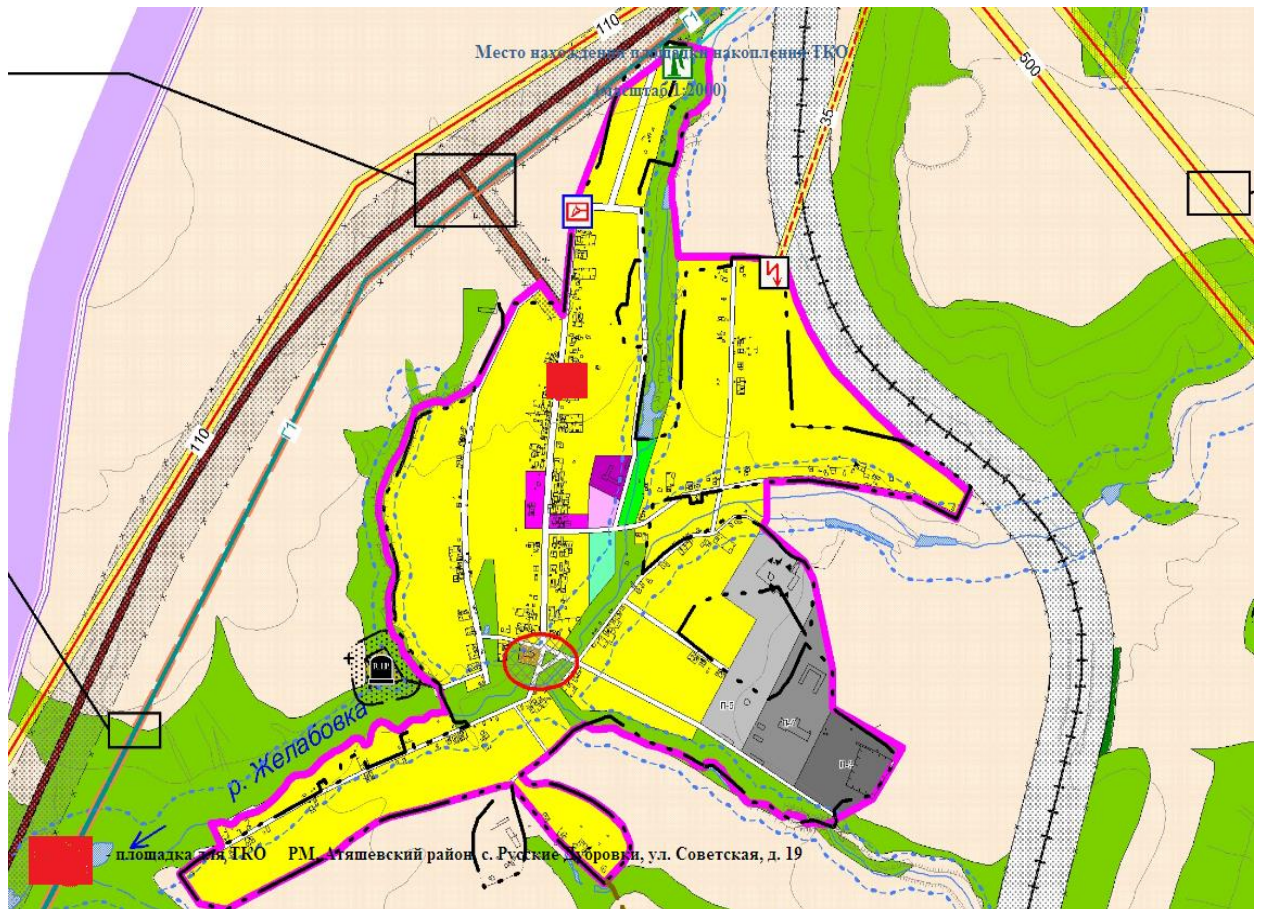 110
Г1
Место нахождения площадки накопления ТКО
(масштаб 1:2000)
500
35
110
Г1
R.I.P
П-5
р. Желабовка
- площадка для ТКО РМ, Атяшевский район, с. Русские Дубровки, ул. Советская, д. 19